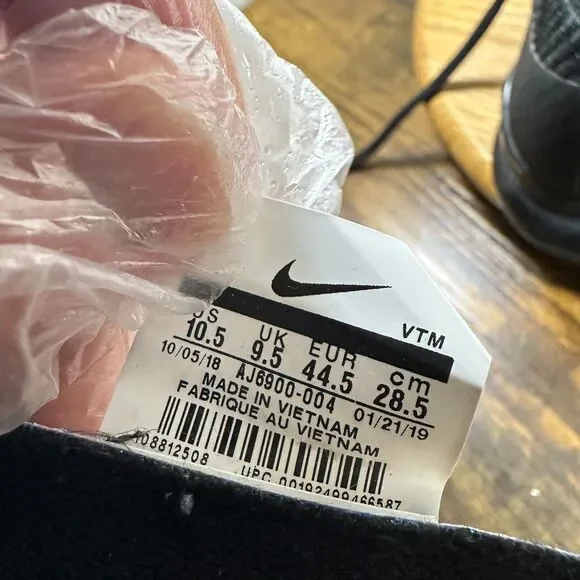 VTM
US UK EUR cm
10.5 9.5 44.5 28.5
10/05/18 AJ6900-004 01/21/19
MADE IN VIETNAM
FABRIQUE AU VIETNAM
108812508 UPC 00192499466587